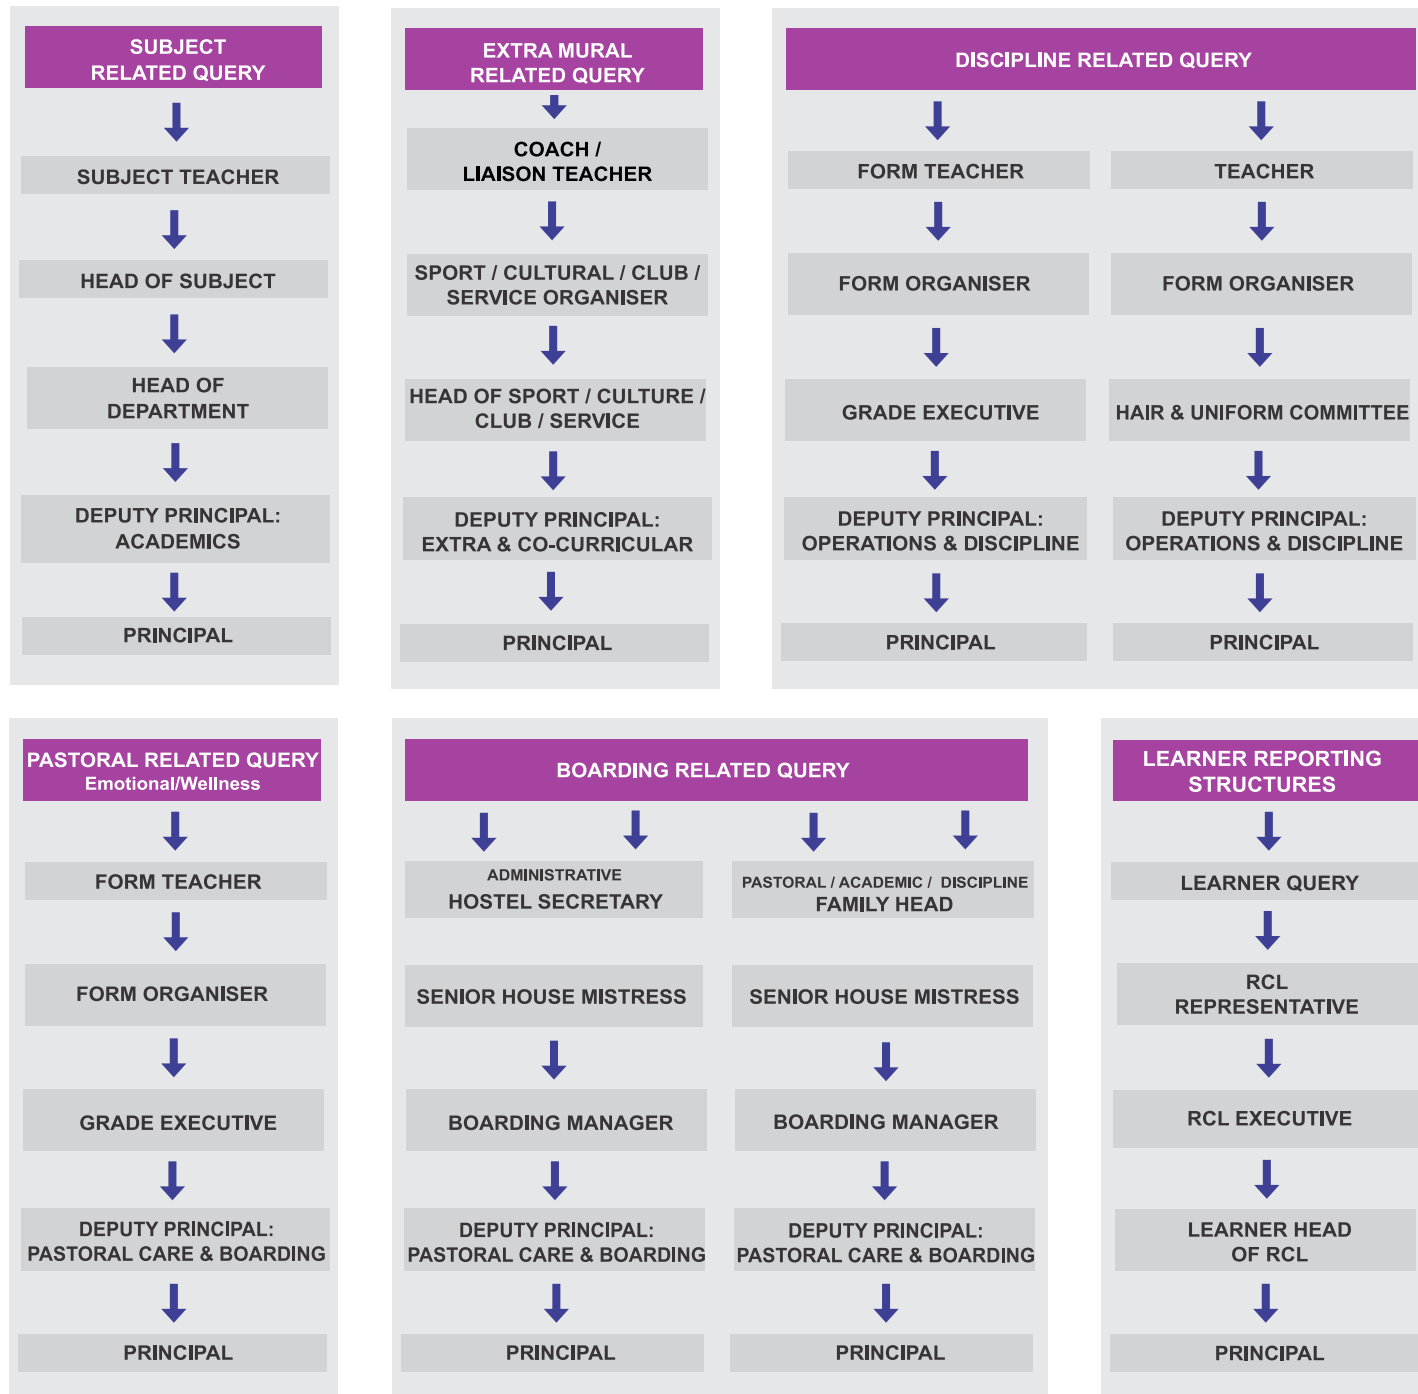 SUBJECT
RELATED QUERY
SUBJECT TEACHER
HEAD OF SUBJECT
HEAD OF
DEPARTMENT
DEPUTY PRINCIPAL:
ACADEMICS
PRINCIPAL
EXTRA MURAL
RELATED QUERY
COACH /
LIAISON TEACHER
SPORT / CULTURAL / CLUB /
SERVICE ORGANISER
HEAD OF SPORT / CULTURE /
CLUB / SERVICE
DEPUTY PRINCIPAL:
EXTRA & CO-CURRICULAR
PRINCIPAL
DISCIPLINE RELATED QUERY
FORM TEACHER
FORM ORGANISER
GRADE EXECUTIVE
DEPUTY PRINCIPAL:
OPERATIONS & DISCIPLINE
PRINCIPAL
TEACHER
FORM ORGANISER
HAIR & UNIFORM COMMITTEE
DEPUTY PRINCIPAL:
OPERATIONS & DISCIPLINE
PRINCIPAL
PASTORAL RELATED QUERY
Emotional/Wellness
FORM TEACHER
FORM ORGANISER
GRADE EXECUTIVE
DEPUTY PRINCIPAL:
PASTORAL CARE & BOARDING
PRINCIPAL
BOARDING RELATED QUERY
ADMINISTRATIVE
HOSTEL SECRETARY
SENIOR HOUSE MISTRESS
BOARDING MANAGER
DEPUTY PRINCIPAL:
PASTORAL CARE & BOARDING
PRINCIPAL
PASTORAL / ACADEMIC / DISCIPLINE
FAMILY HEAD
SENIOR HOUSE MISTRESS
BOARDING MANAGER
DEPUTY PRINCIPAL:
PASTORAL CARE & BOARDING
PRINCIPAL
LEARNER REPORTING
STRUCTURES
LEARNER QUERY
RCL
REPRESENTATIVE
RCL EXECUTIVE
LEARNER HEAD
OF RCL
PRINCIPAL